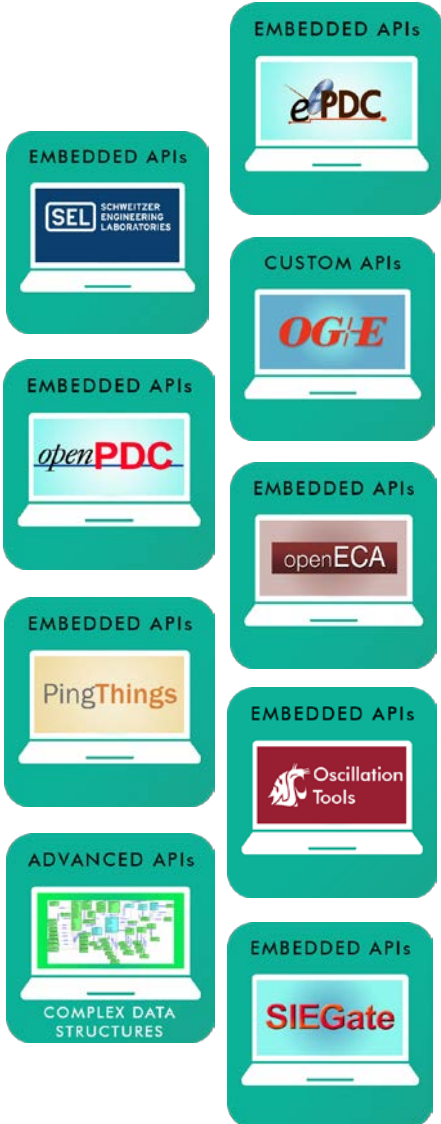 EMBEDDED APIs
ePDC
EMBEDDED APIs
SEL SCHWEITZER
ENGINEERING
LABORATORIES
CUSTOM APIs
OG+E
EMBEDDED APIs
openPDC
EMBEDDED APIs
openECA
EMBEDDED APIs
PingThings
EMBEDDED APIs
Oscillation
Tools
ADVANCED APIs
COMPLEX DATA
STRUCTURES
EMBEDDED APIs
SIEGate